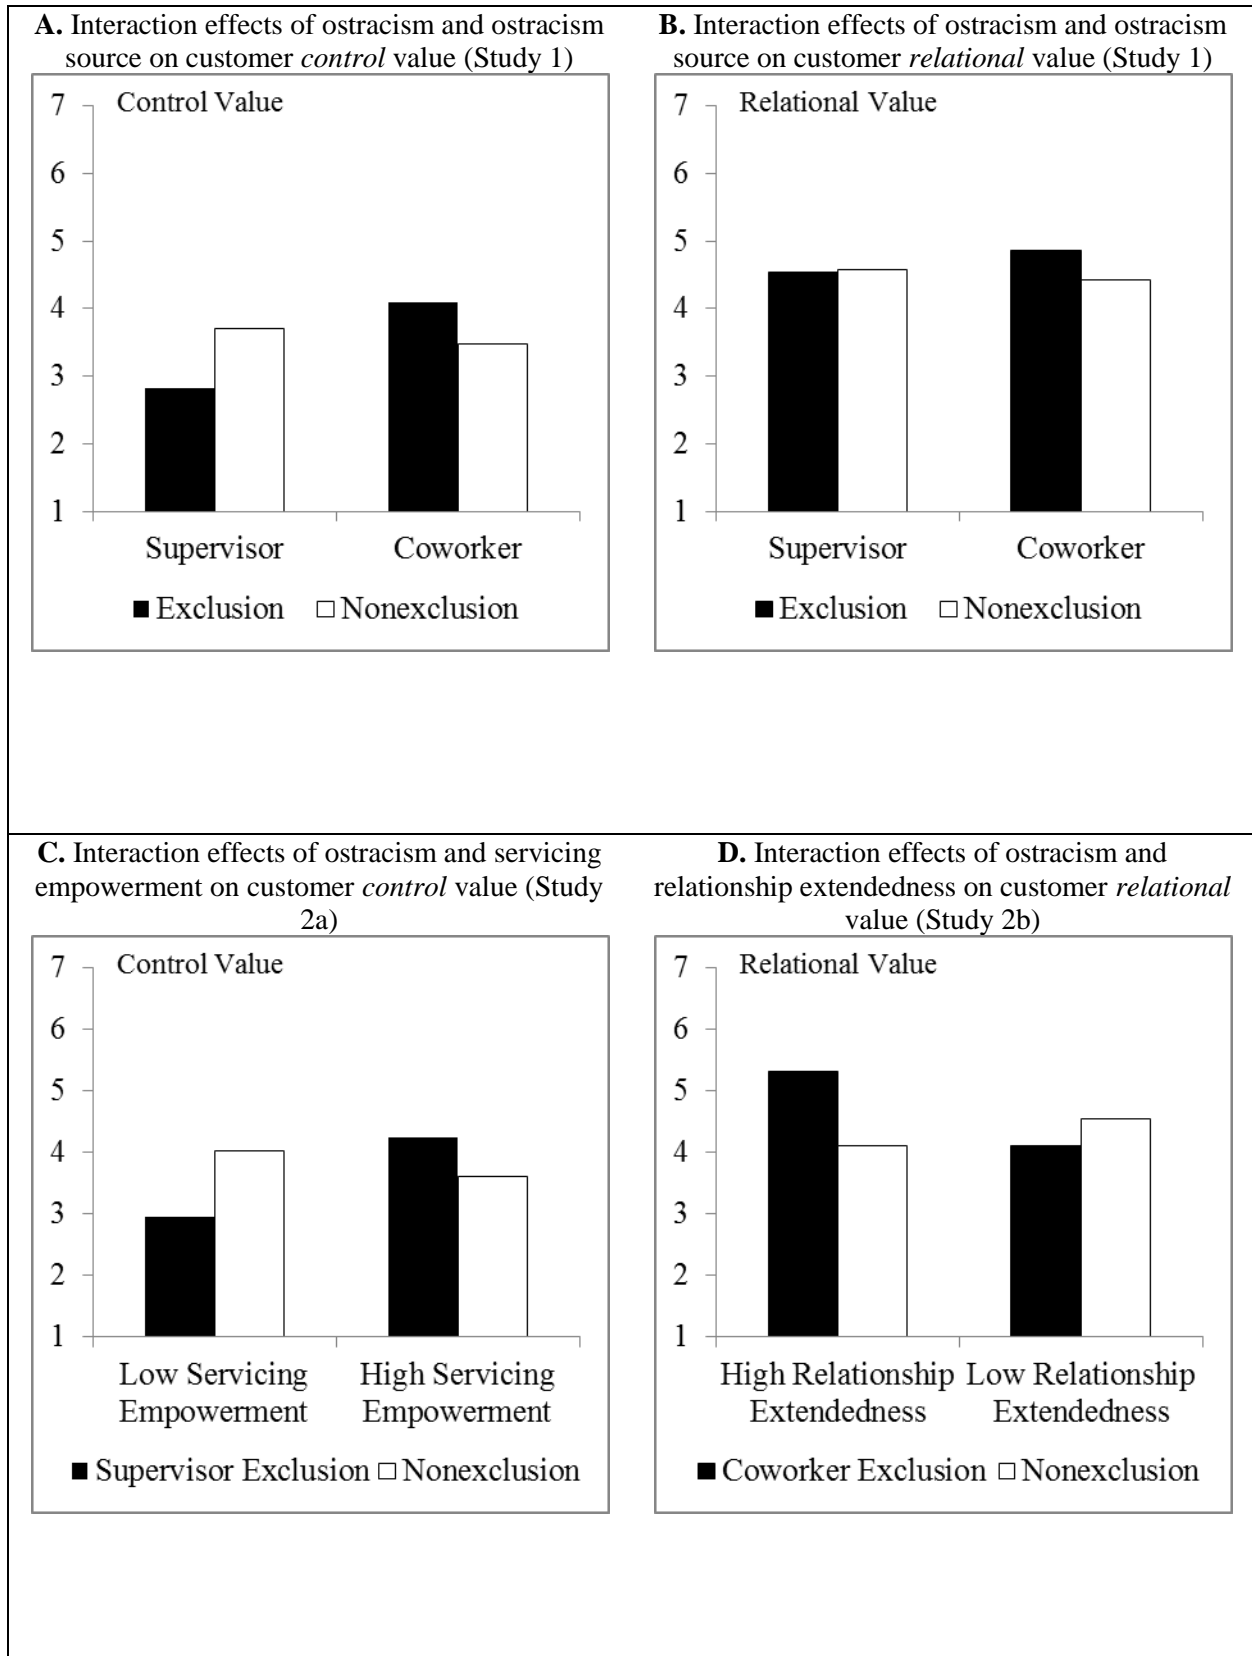 A. Interaction effects of ostracism and ostracism
source on customer control value (Study 1)
Control Value
7
6
5
4
3
2
1
Supervisor Coworker
Exclusion Nonexclusion
B. Interaction effects of ostracism and ostracism
source on customer relational value (Study 1)
Relational Value
7
6
5
4
3
2
1
Supervisor Coworker
Exclusion Nonexclusion
C. Interaction effects of ostracism and servicing
empowerment on customer control value (Study
2a)
Control Value
7
6
5
4
3
2
1
Low Servicing High Servicing
Empowerment Empowerment
Supervisor Exclusion Nonexclusion
D. Interaction effects of ostracism and
relationship extendedness on customer relational
value (Study 2b)
Relational Value
7
6
5
4
3
2
1
High Relationship Low Relationship
Extendedness Extendedness
Coworker Exclusion Nonexclusion